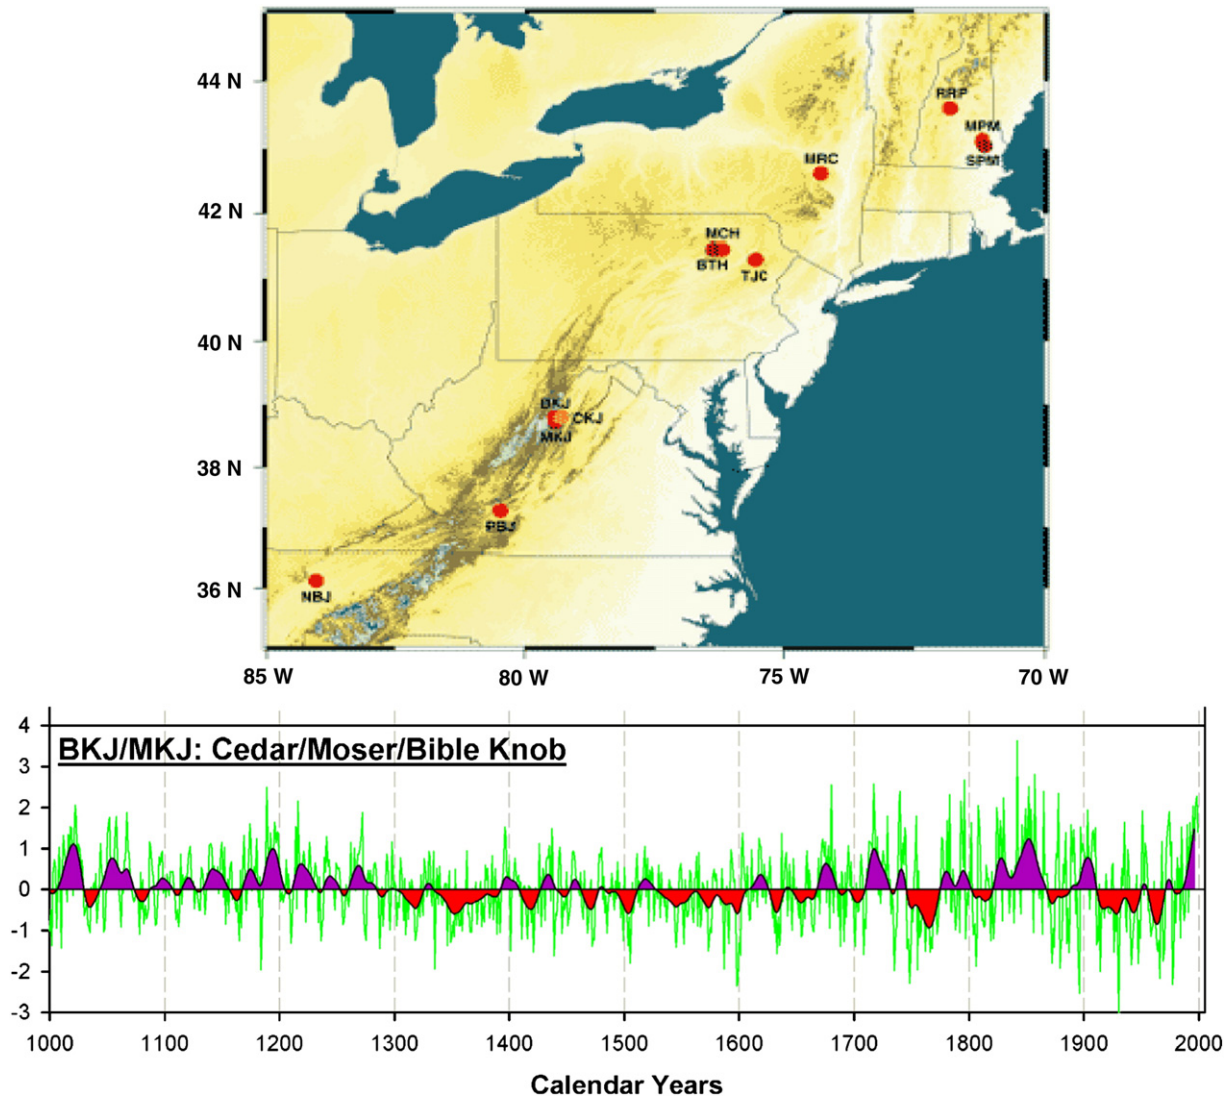 44 N
RRP
MPM
SPM
MRC
42 N
MCH
BTH
TJC
40 N
BKJ
CKJ
MKJ
38 N
PBJ
36 N
NBJ
85 W
80 W
75 W
70 W
4
BKJ/MKJ: Cedar/Moser/Bible Knob
3
2
1
0
-1
-2
-3
1000
1100
1200
1300
1400
1500
1600
1700
1800
1900
2000
Calendar Years